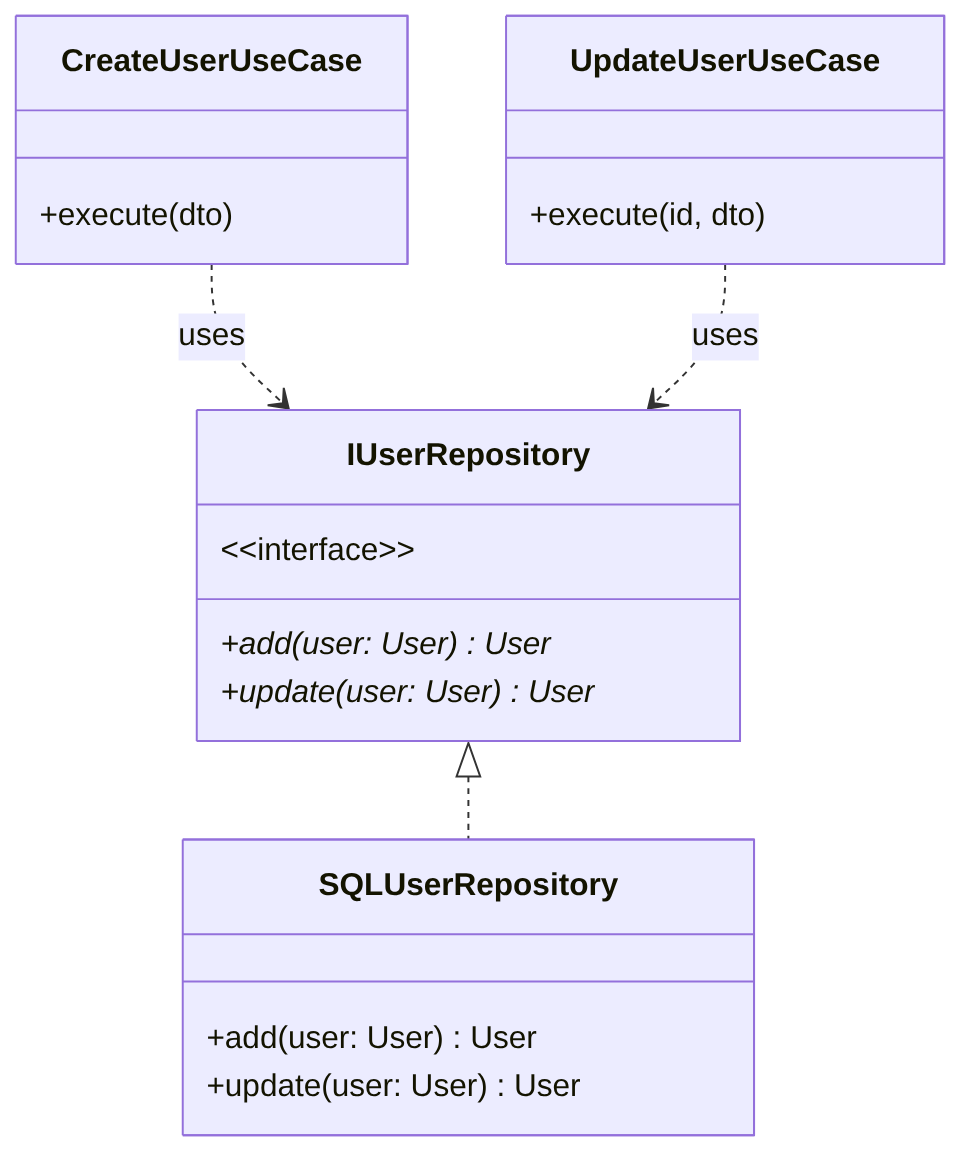 CreateUserUseCase
+execute(dto)
UpdateUserUseCase
+execute(id, dto)
uses
uses
IUserRepository
<<interface>>
+add(user: User) : User
+update(user: User) : User
SQLUserRepository
+add(user: User) : User
+update(user: User) : User